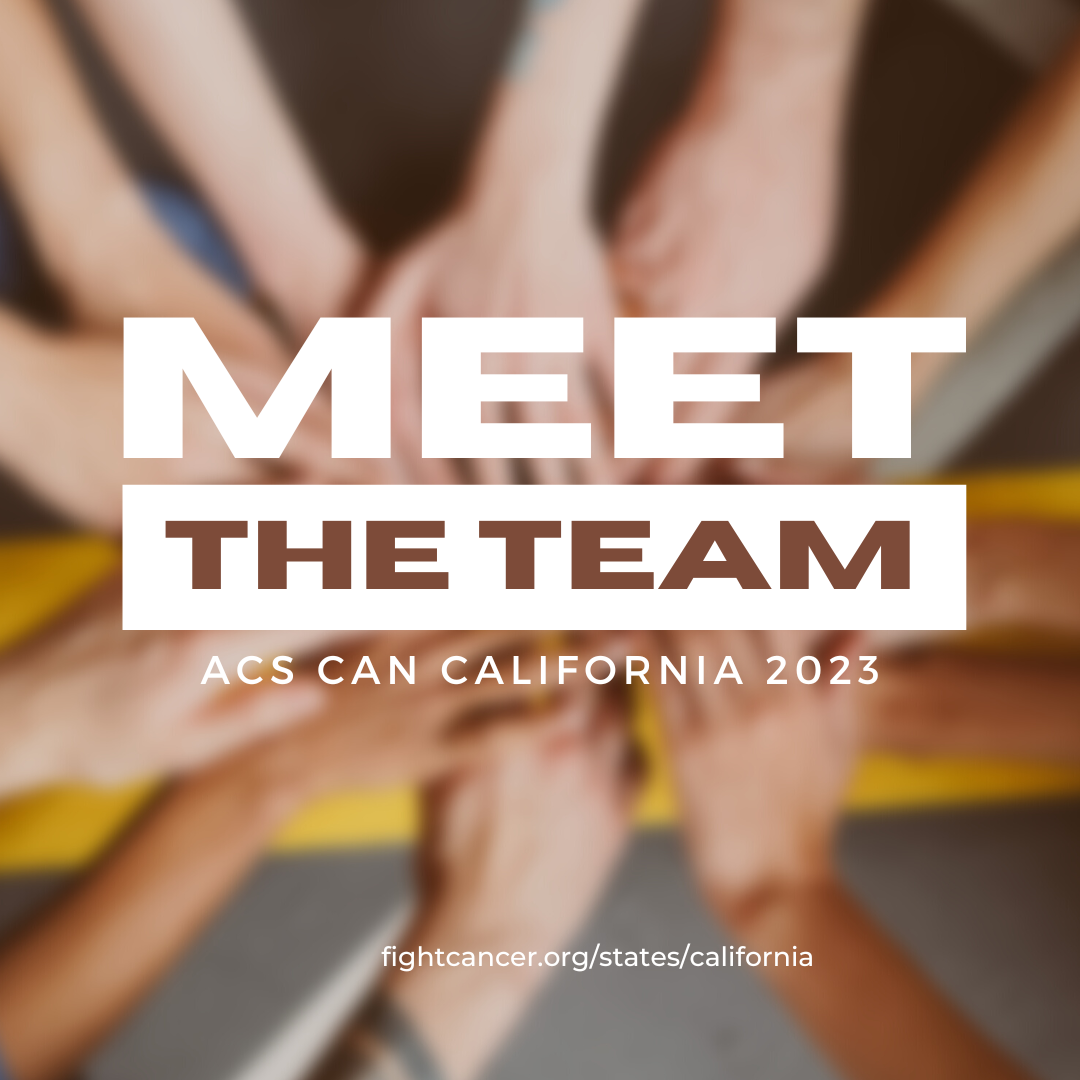 MEET
THE TEAM
ACS CAN CALIFORNIA 2023
fightcancer.org/states/california